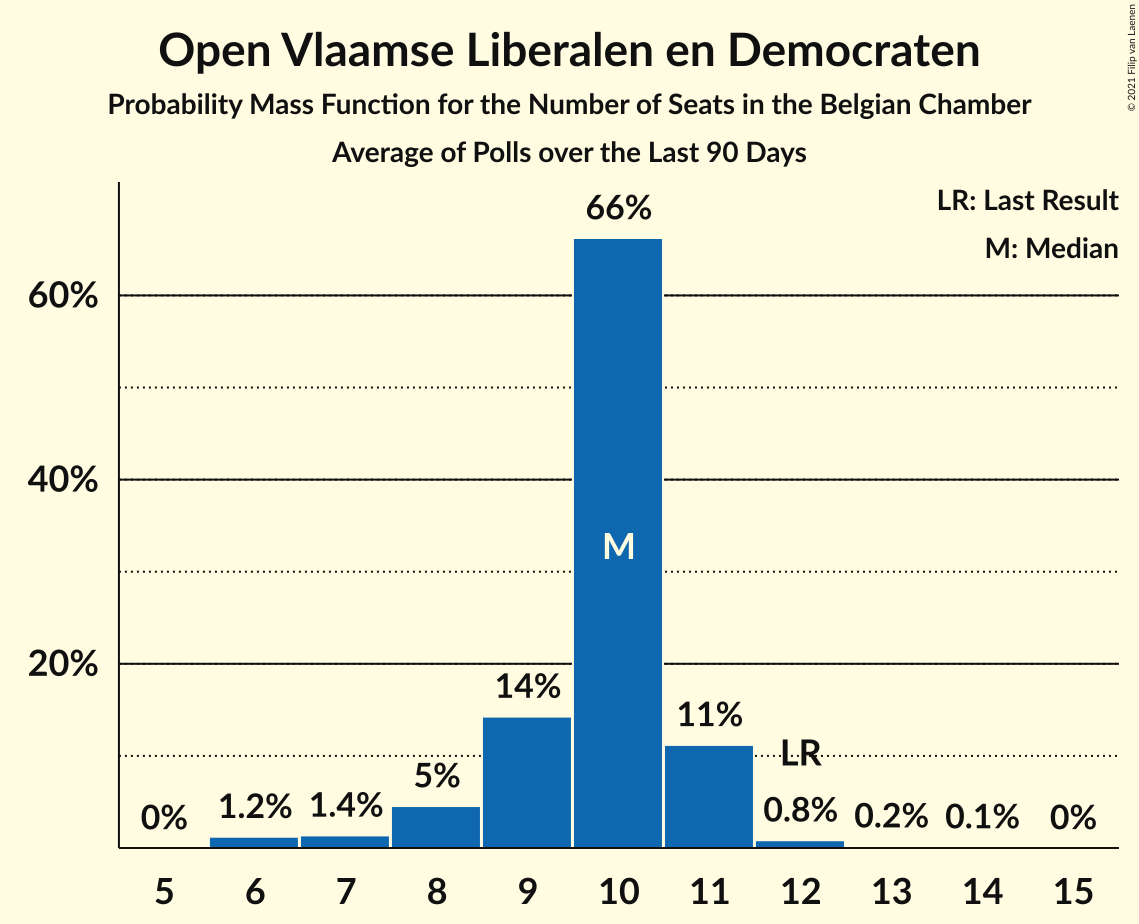 Open Vlaamse Liberalen en Democraten
Probability Mass Function for the Number of Seats in the Belgian Chamber
Average of Polls over the Last 90 Days
© 2021 Filip van Laenen
LR: Last Result
M: Median
60%
40%
20%
0%
1.2%
1.4%
5%
14%
66%
M
11%
LR
0.8%
0.2%
0.1%
0%
5 6 7 8 9 10 11 12 13 14 15